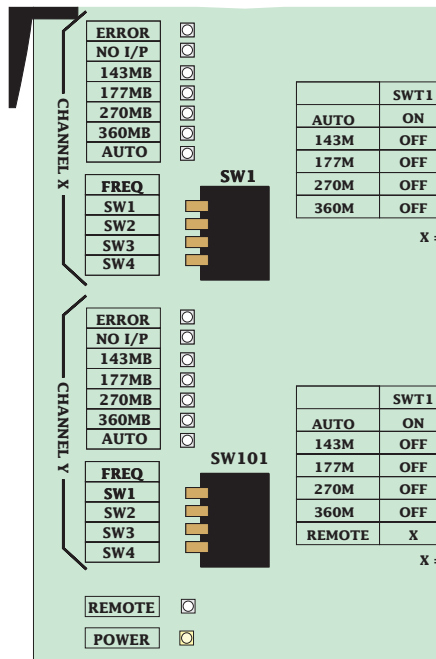 ERROR
NO I/P
143MB
177MB
270MB
360MB
AUTO
CHANNEL X
FREQ
SW1
SW2
SW3
SW4
SW1
SWT1
AUTO ON
143M OFF
177M OFF
270M OFF
360M OFF
X =
ERROR
NO I/P
143MB
177MB
270MB
360MB
AUTO
CHANNEL Y
FREQ
SW1
SW2
SW3
SW4
SW101
SWT1
AUTO ON
143M OFF
177M OFF
270M OFF
360M OFF
REMOTE X
X =
REMOTE
POWER